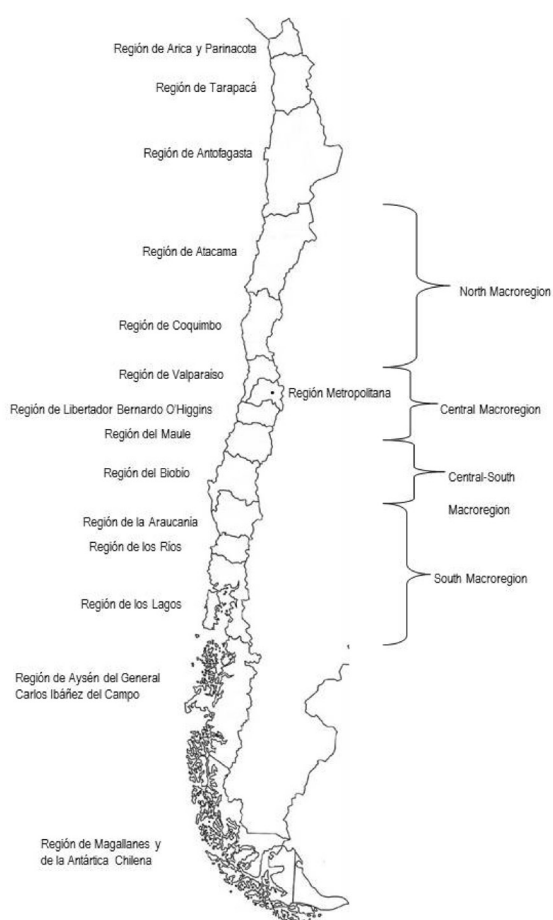 Región de Arica y Parinacota
Región de Tarapacá
Región de Antofagasta
Región de Atacama
North Macroregion
Región de Coquimbo
Región de Valparaíso
Región Metropolitana
Región de Libertador Bernardo O'Higgins
Central Macroregion
Región del Maule
Región del Biobío
Central-South
Macroregion
Región de la Araucanía
Región de los Ríos
South Macroregion
Región de los Lagos
Región de Aysén del General
Carlos Ibáñez del Campo
Región de Magallanes y
de la Antártica Chilena